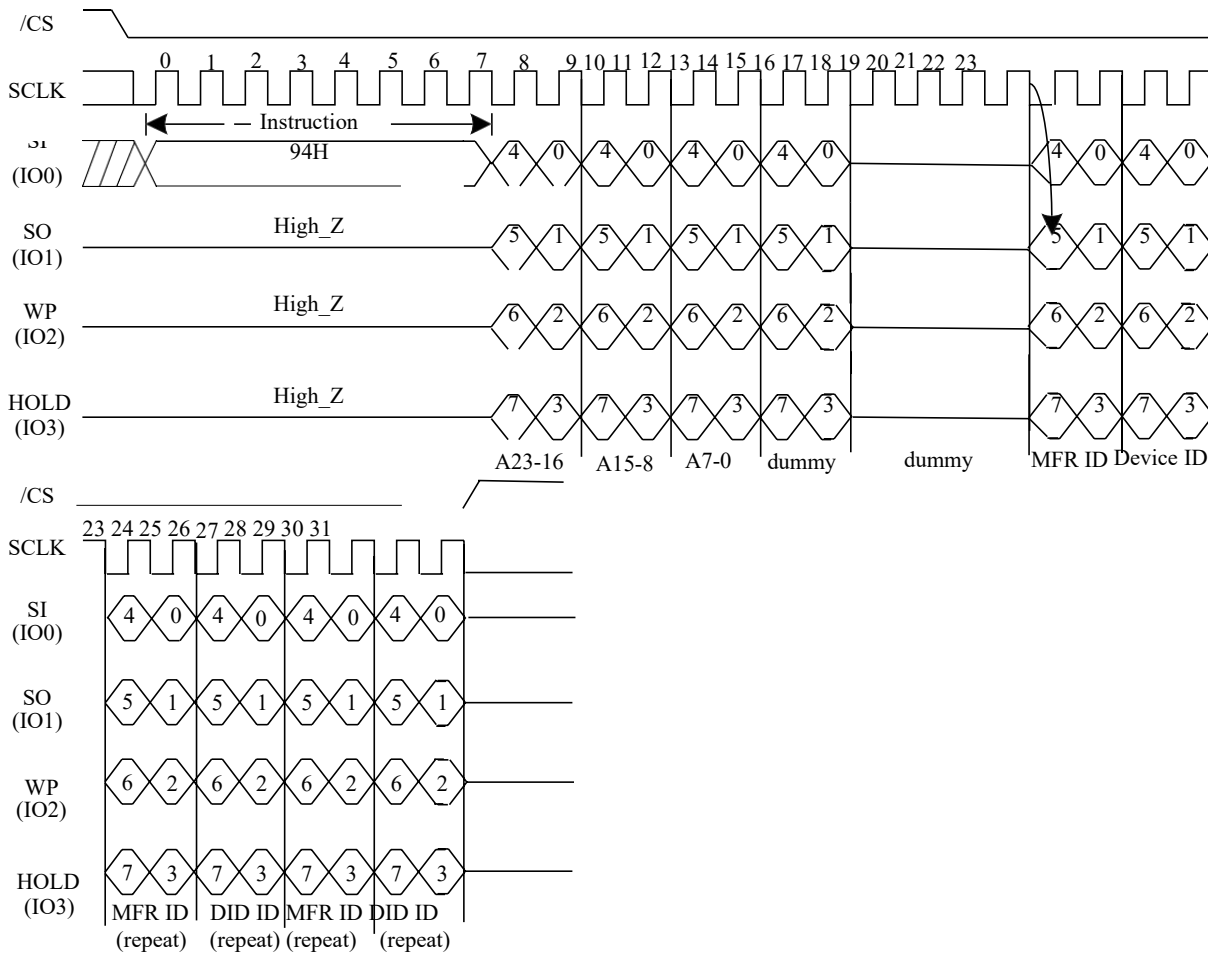 /CS
0 1 2 3 4 5 6 7 8 9 10 11 12 13 14 15 16 17 18 19 20 21 22 23
SCLK
Instruction
SI
(IO0)
94H
4 0 4 0 4 0 4 0 4 0 4 0
SO
(IO1)
High_Z
5 1 5 1 5 1 5 1 5 1 5 1
WP
(IO2)
High_Z
6 2 6 2 6 2 6 2 6 2 6 2
HOLD
(IO3)
High_Z
7 3 7 3 7 3 7 3 7 3 7 3
A23-16 A15-8 A7-0 dummy dummy MFR ID Device ID
/CS
23 24 25 26 27 28 29 30 31
SCLK
SI
(IO0)
4 0 4 0 4 0 4 0
SO
(IO1)
5 1 5 1 5 1 5 1
WP
(IO2)
6 2 6 2 6 2 6 2
HOLD
(IO3)
7 3 7 3 7 3 7 3
MFR ID DID ID MFR ID DID ID
(repeat) (repeat) (repeat) (repeat)